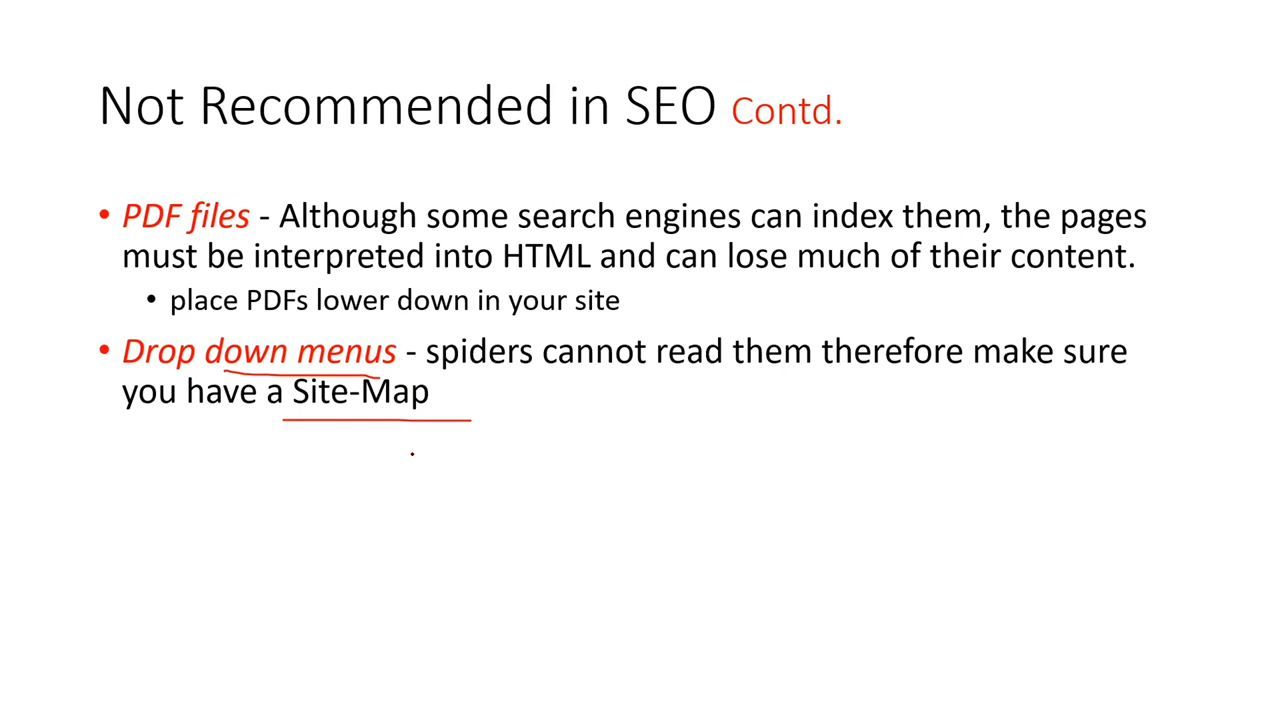 Not Recommended in SEO Contd.
• PDF files - Although some search engines can index them, the pages
must be interpreted into HTML and can lose much of their content.
• place PDFs lower down in your site
• Drop down menus - spiders cannot read them therefore make sure
you have a Site-Map